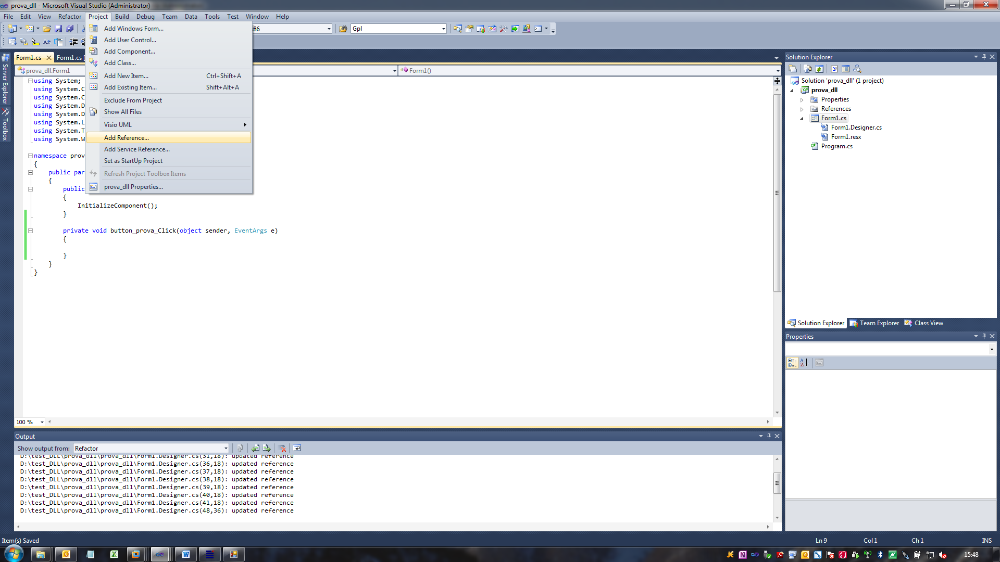 prova_dll - Microsoft Visual Studio (Administrator)
File Edit View Refactor Project Build Debug Team Data Tools Test Window Help
Add Windows Form...
Add User Control...
Add Component...
Add Class...
Add New Item... Ctrl+Shift+A
Add Existing Item... Shift+Alt+A
Exclude From Project
Show All Files
Visio UML
Add Reference...
Add Service Reference...
Set as StartUp Project
Refresh Project Toolbox Items
prova_dll Properties...
x86
Gpl
Server Explorer
Toolbox
Form1.cs Form1.cs [
prova_dll.Form1 Form1()
using System;
using System.C
using System.C
using System.D
using System.D
using System.L
using System.T
using System.W
namespace prov
{
public par
{
public
{
InitializeComponent();
}
private void button_prova_Click(object sender, EventArgs e)
{
}
}
}
100 %
Output
Show output from: Refactor
D:\test_DLL\prova_dll\prova_dll\Form1.Designer.cs(31,18): updated reference
D:\test_DLL\prova_dll\prova_dll\Form1.Designer.cs(36,18): updated reference
D:\test_DLL\prova_dll\prova_dll\Form1.Designer.cs(37,18): updated reference
D:\test_DLL\prova_dll\prova_dll\Form1.Designer.cs(38,18): updated reference
D:\test_DLL\prova_dll\prova_dll\Form1.Designer.cs(39,18): updated reference
D:\test_DLL\prova_dll\prova_dll\Form1.Designer.cs(40,18): updated reference
D:\test_DLL\prova_dll\prova_dll\Form1.Designer.cs(41,18): updated reference
D:\test_DLL\prova_dll\prova_dll\Form1.Designer.cs(48,36): updated reference
Solution Explorer
Solution 'prova_dll' (1 project)
prova_dll
Properties
References
Form1.cs
Form1.Designer.cs
Form1.resx
Program.cs
Solution Explorer Team Explorer Class View
Properties
Item(s) Saved Ln 9 Col 1 Ch 1 INS
15:48